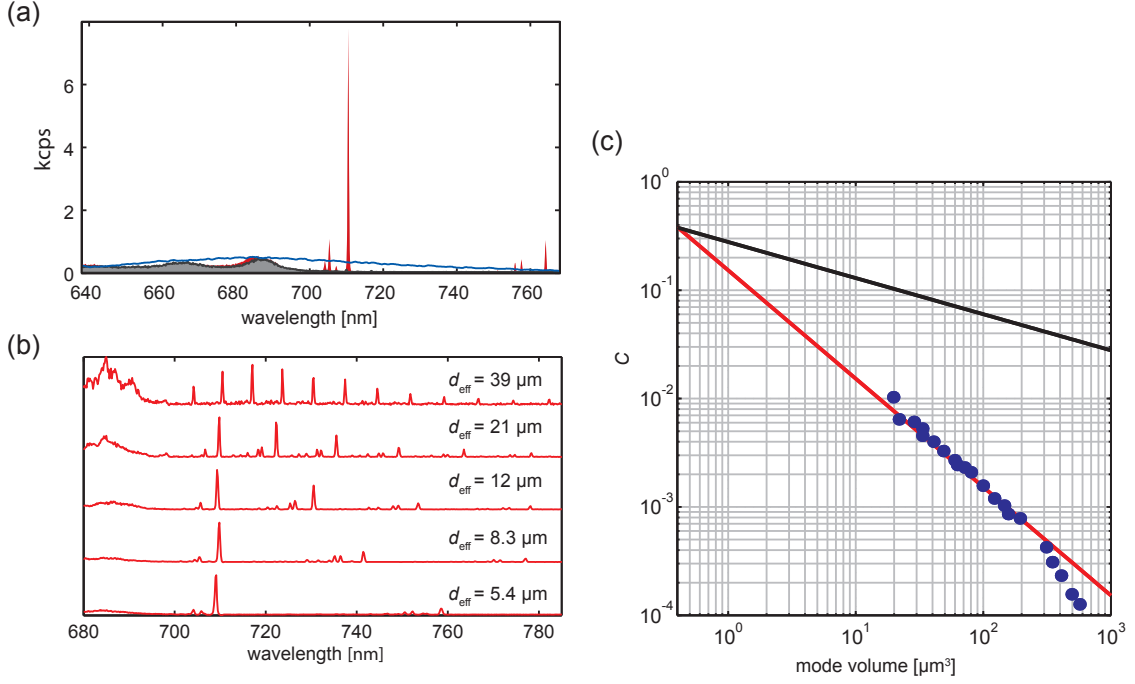 (a)
6
4
2
0
kcps
640 660 680 700 720 740 760
wavelength [nm]
(b)
d_eff = 39 µm
d_eff = 21 µm
d_eff = 12 µm
d_eff = 8.3 µm
d_eff = 5.4 µm
680 700 720 740 760 780
wavelength [nm]
(c)
10^0
10^-1
10^-2
10^-3
10^-4
C
10^0 10^1 10^2 10^3
mode volume [µm³]